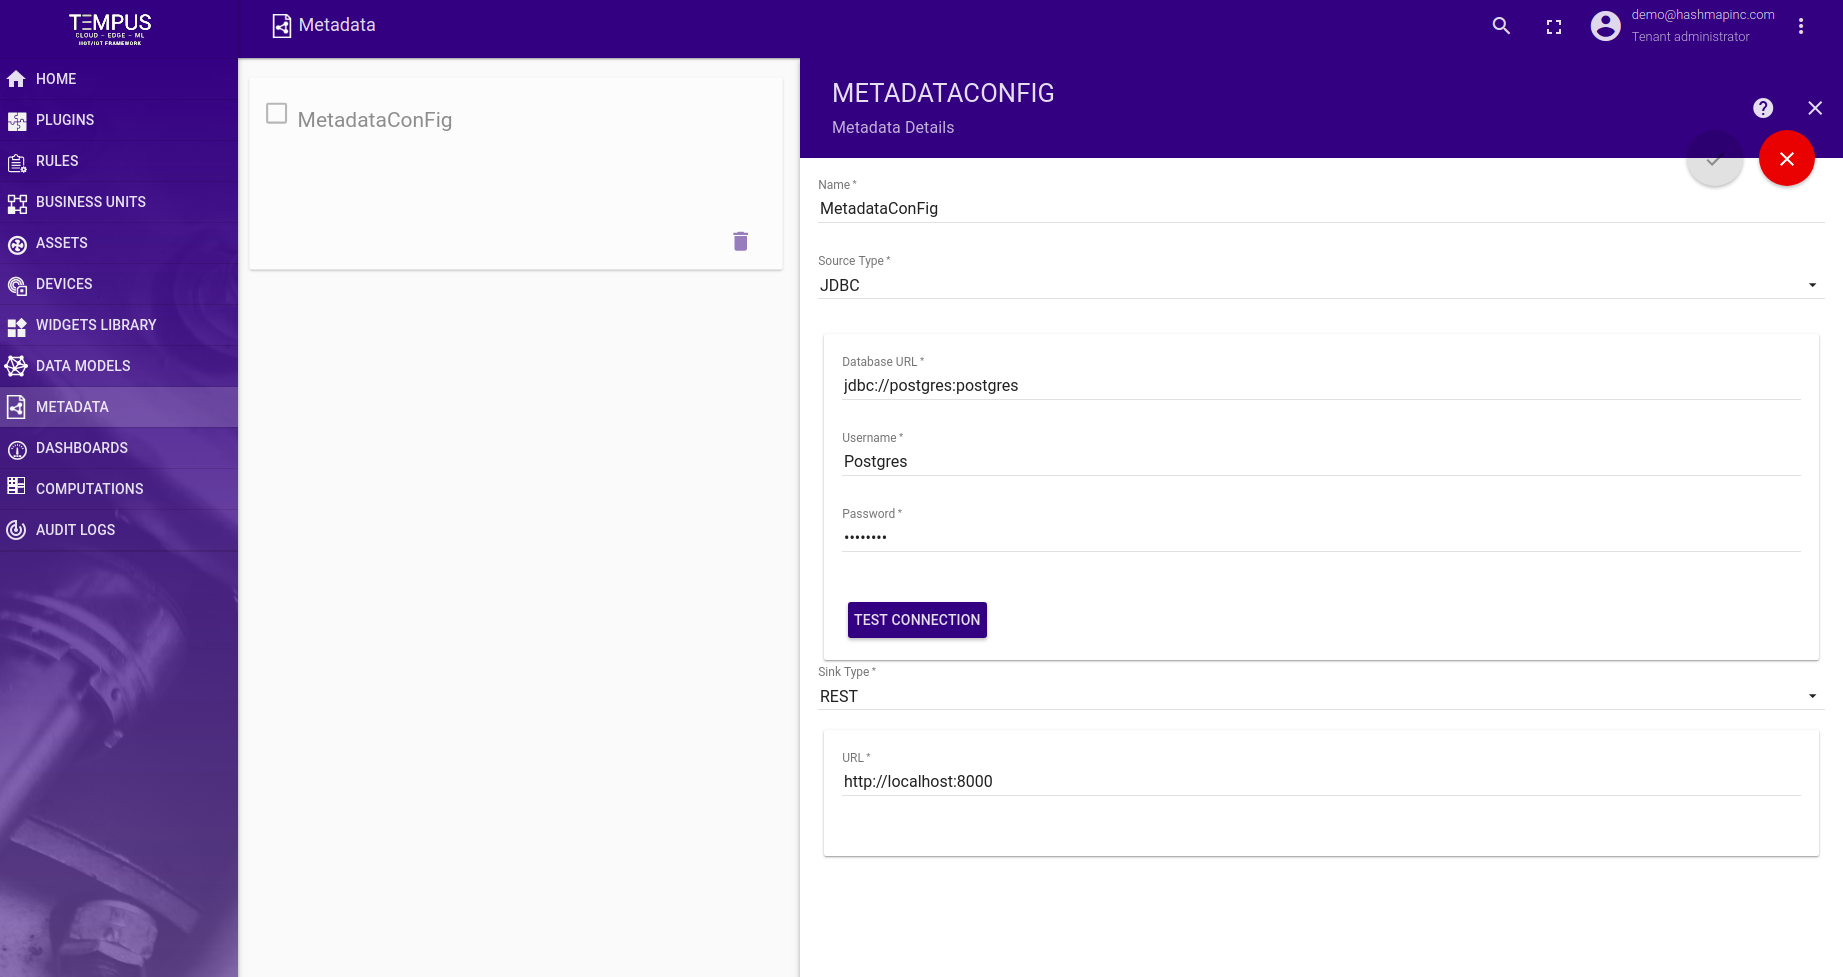 TEMPUS
CLOUD - EDGE - ML
IIOT/IOT FRAMEWORK
Metadata
demo@hashmapinc.com
Tenant administrator
HOME
PLUGINS
RULES
BUSINESS UNITS
ASSETS
DEVICES
WIDGETS LIBRARY
DATA MODELS
METADATA
DASHBOARDS
COMPUTATIONS
AUDIT LOGS
MetadataConFig
METADATACONFIG
Metadata Details
Name *
MetadataConFig
Source Type *
JDBC
Database URL *
jdbc://postgres:postgres
Username *
Postgres
Password *
••••••••
TEST CONNECTION
Sink Type *
REST
URL *
http://localhost:8000